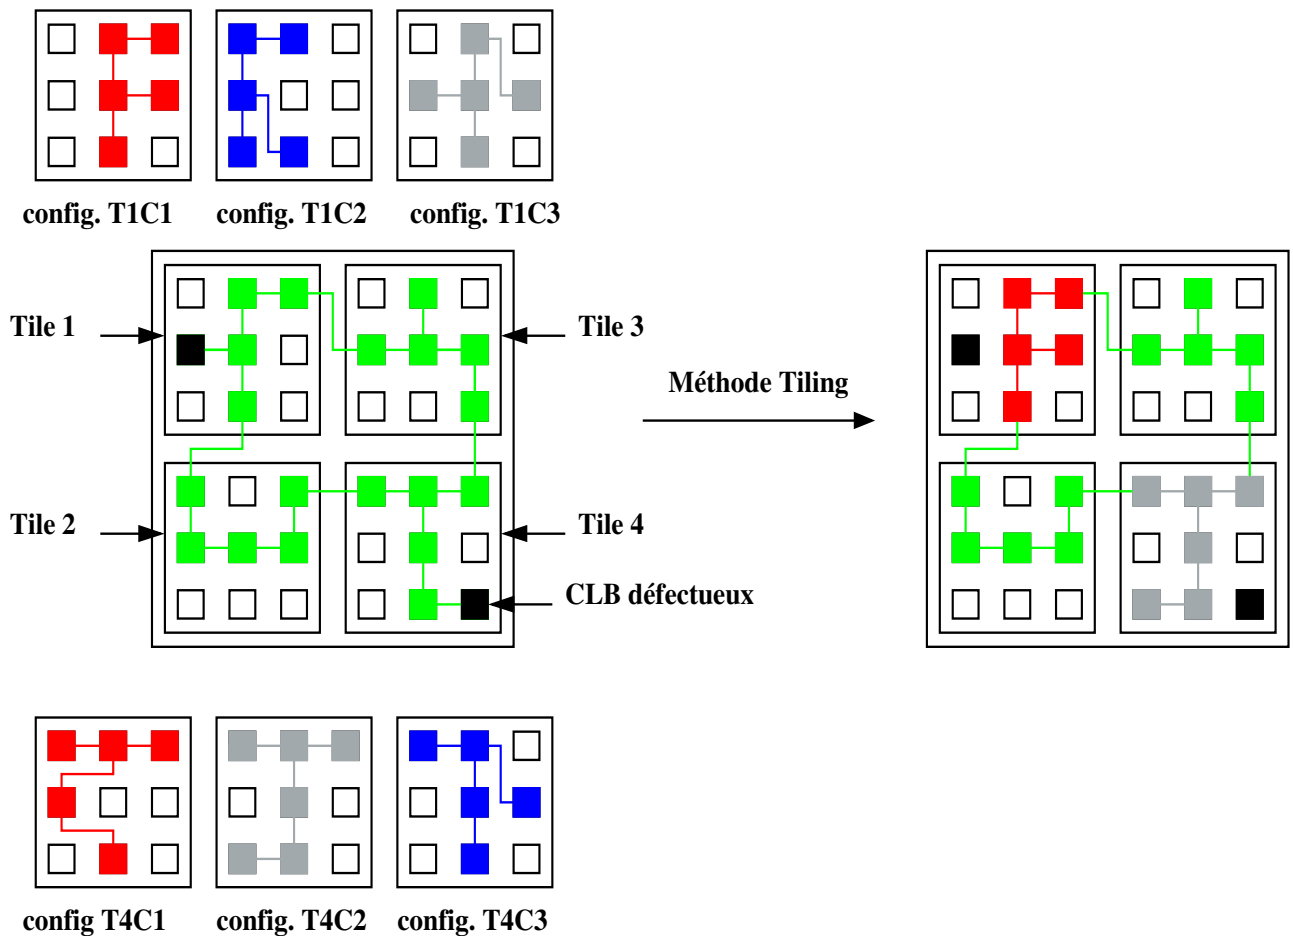 config. T1C1
config. T1C2
config. T1C3
Tile 1
Tile 3
Méthode Tiling
Tile 2
Tile 4
CLB défectueux
config T4C1
config. T4C2
config. T4C3